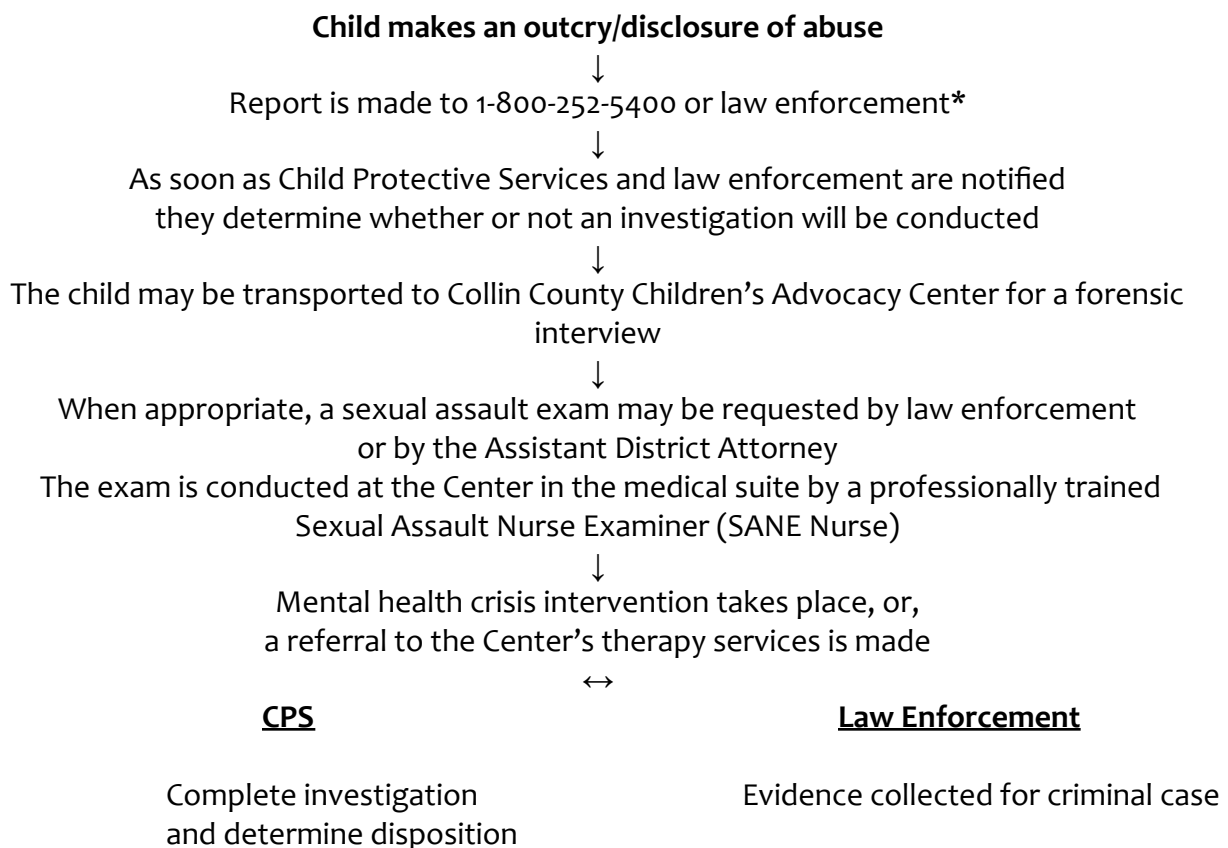 Child makes an outcry/disclosure of abuse
↓
Report is made to 1-800-252-5400 or law enforcement*
↓
As soon as Child Protective Services and law enforcement are notified
they determine whether or not an investigation will be conducted
↓
The child may be transported to Collin County Children’s Advocacy Center for a forensic
interview
↓
When appropriate, a sexual assault exam may be requested by law enforcement
or by the Assistant District Attorney
The exam is conducted at the Center in the medical suite by a professionally trained
Sexual Assault Nurse Examiner (SANE Nurse)
↓
Mental health crisis intervention takes place, or,
a referral to the Center’s therapy services is made
↔
CPS
Complete investigation
and determine disposition
Law Enforcement
Evidence collected for criminal case